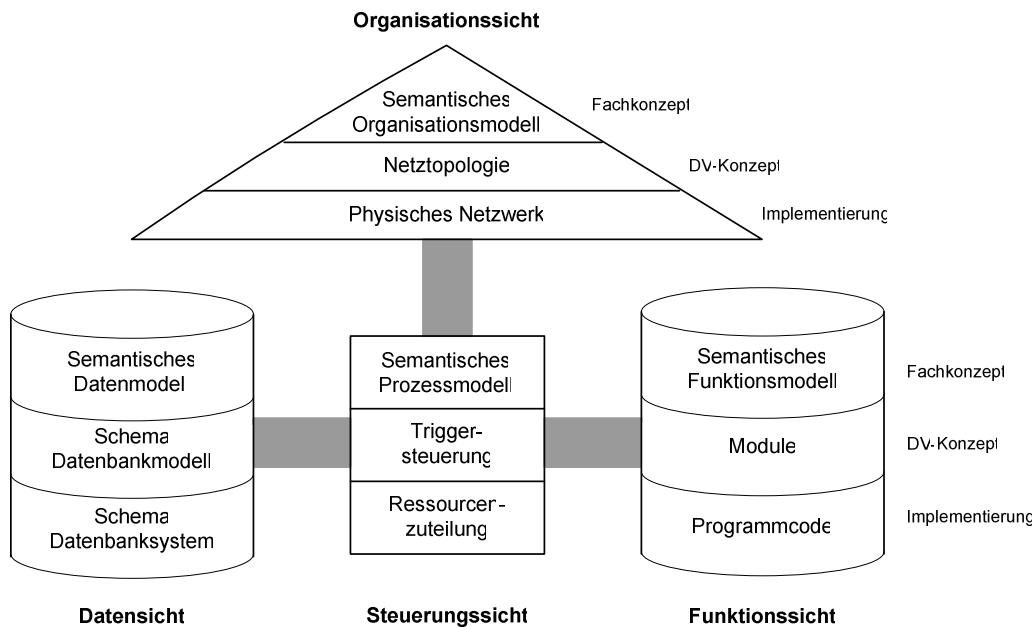 Organisationssicht
Semantisches
Organisationsmodell
Fachkonzept
Netztopologie
DV-Konzept
Physisches Netzwerk
Implementierung
Semantisches
Datenmodel
Schema
Datenbankmodell
Schema
Datenbanksystem
Semantisches
Prozessmodell
Trigger-
steuerung
Ressourcen-
zuteilung
Semantisches
Funktionsmodell
Module
Programmcode
Fachkonzept
DV-Konzept
Implementierung
Datensicht
Steuerungssicht
Funktionssicht